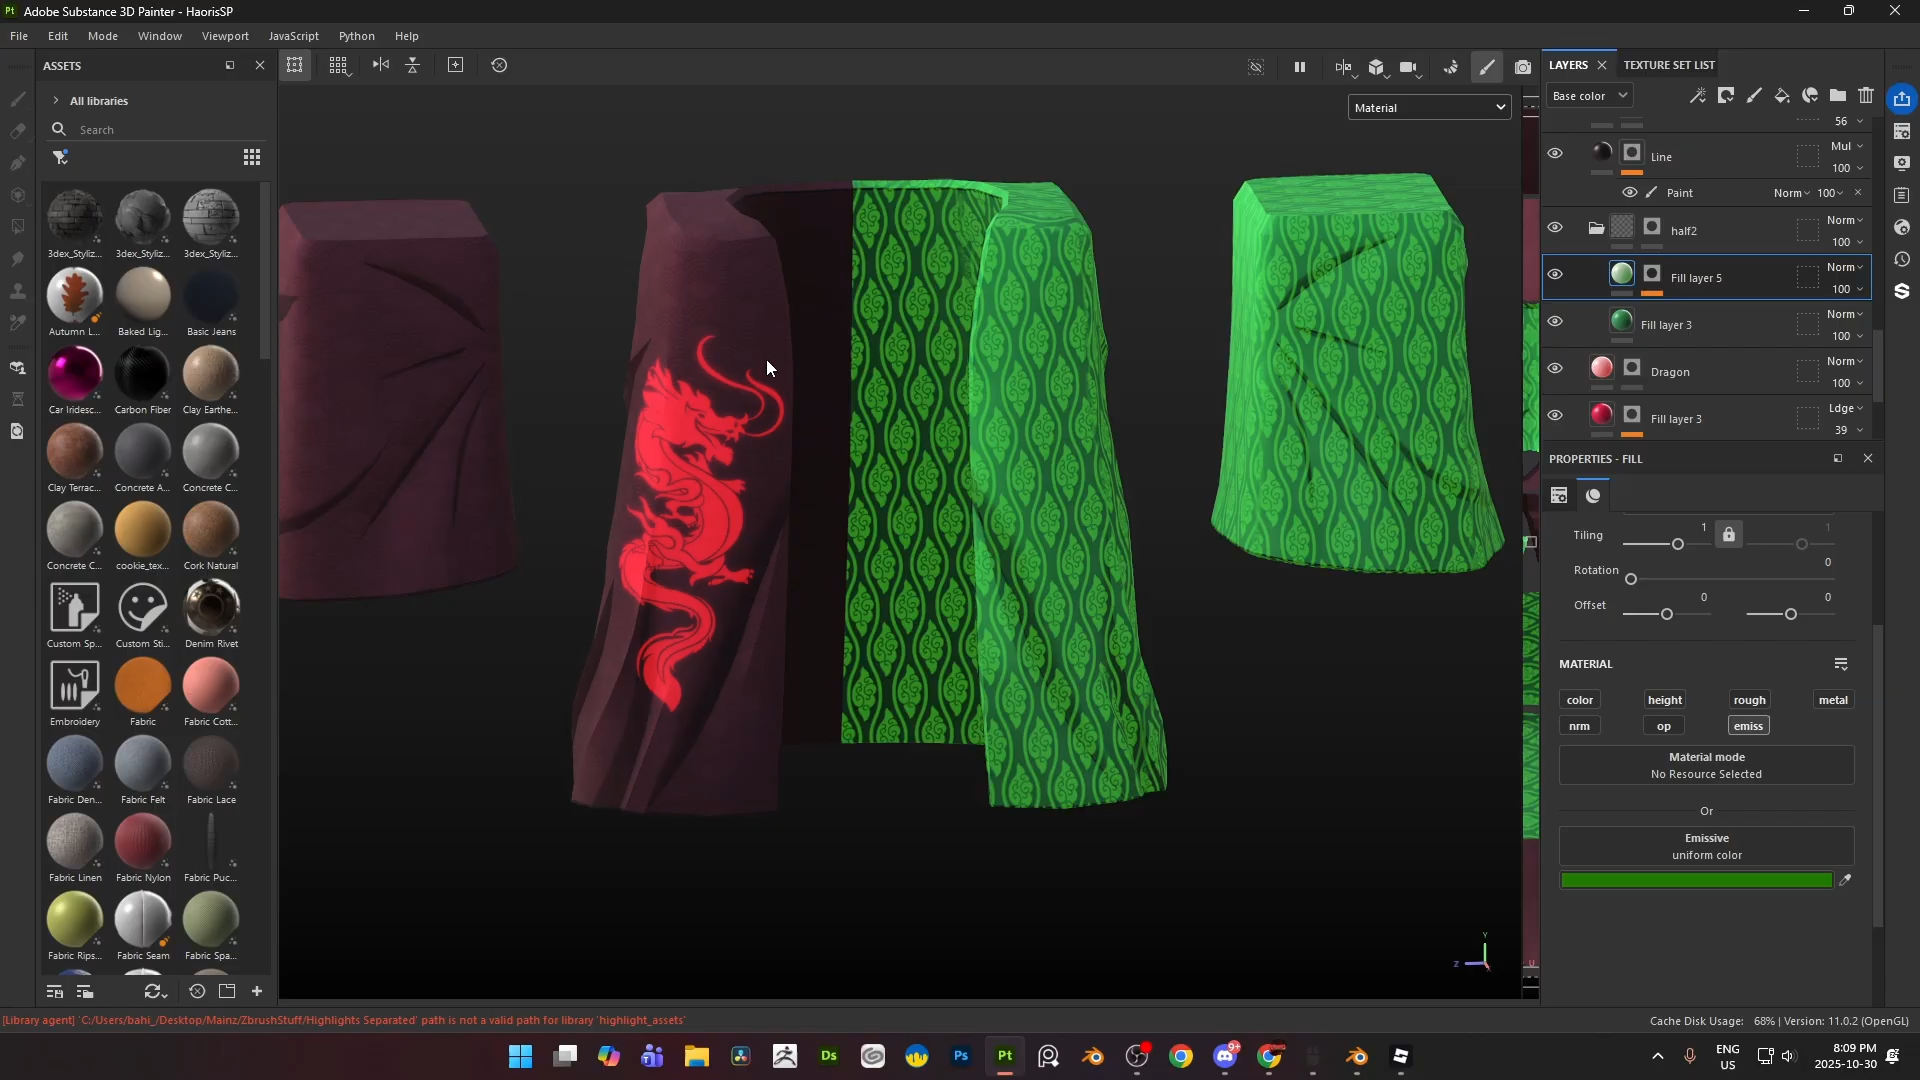 Pt Adobe Substance 3D Painter - HaorisSP
File Edit Mode Window Viewport JavaScript Python Help
ASSETS
All libraries
Search
3dex_Styliz... 3dex_Styliz... 3dex_Styliz...
Autumn L... Baked Lig... Basic Jeans
Car Iridesc... Carbon Fiber Clay Earthe...
Clay Terrac... Concrete A... Concrete C...
Concrete C... cookie_tex... Cork Natural
Custom Sp... Custom Sti... Denim Rivet
Embroidery Fabric Fabric Cott...
Fabric Den... Fabric Felt Fabric Lace
Fabric Linen Fabric Nylon Fabric Puc...
Fabric Rips... Fabric Seam Fabric Spa...
Material
Y
Z
U
LAYERS TEXTURE SET LIST
Base color
56
Line Mul
100
Paint Norm 100
half2 Norm
100
Fill layer 5 Norm
100
Fill layer 3 Norm
100
Dragon Norm
100
Fill layer 3 Ldge
39
PROPERTIES - FILL
Tiling 1 1
Rotation 0
Offset 0 0
MATERIAL
color height rough metal
nrm op emiss
Material mode
No Resource Selected
Or
Emissive
uniform color
[Library agent] 'C:/Users/bahi_/Desktop/Mainz/ZbrushStuff/Highlights Separated' path is not a valid path for library 'highlight_assets'
Cache Disk Usage: 68% | Version: 11.0.2 (OpenGL)
Ds Ps Pt 9+
ENG
US
8:09 PM
2025-10-30